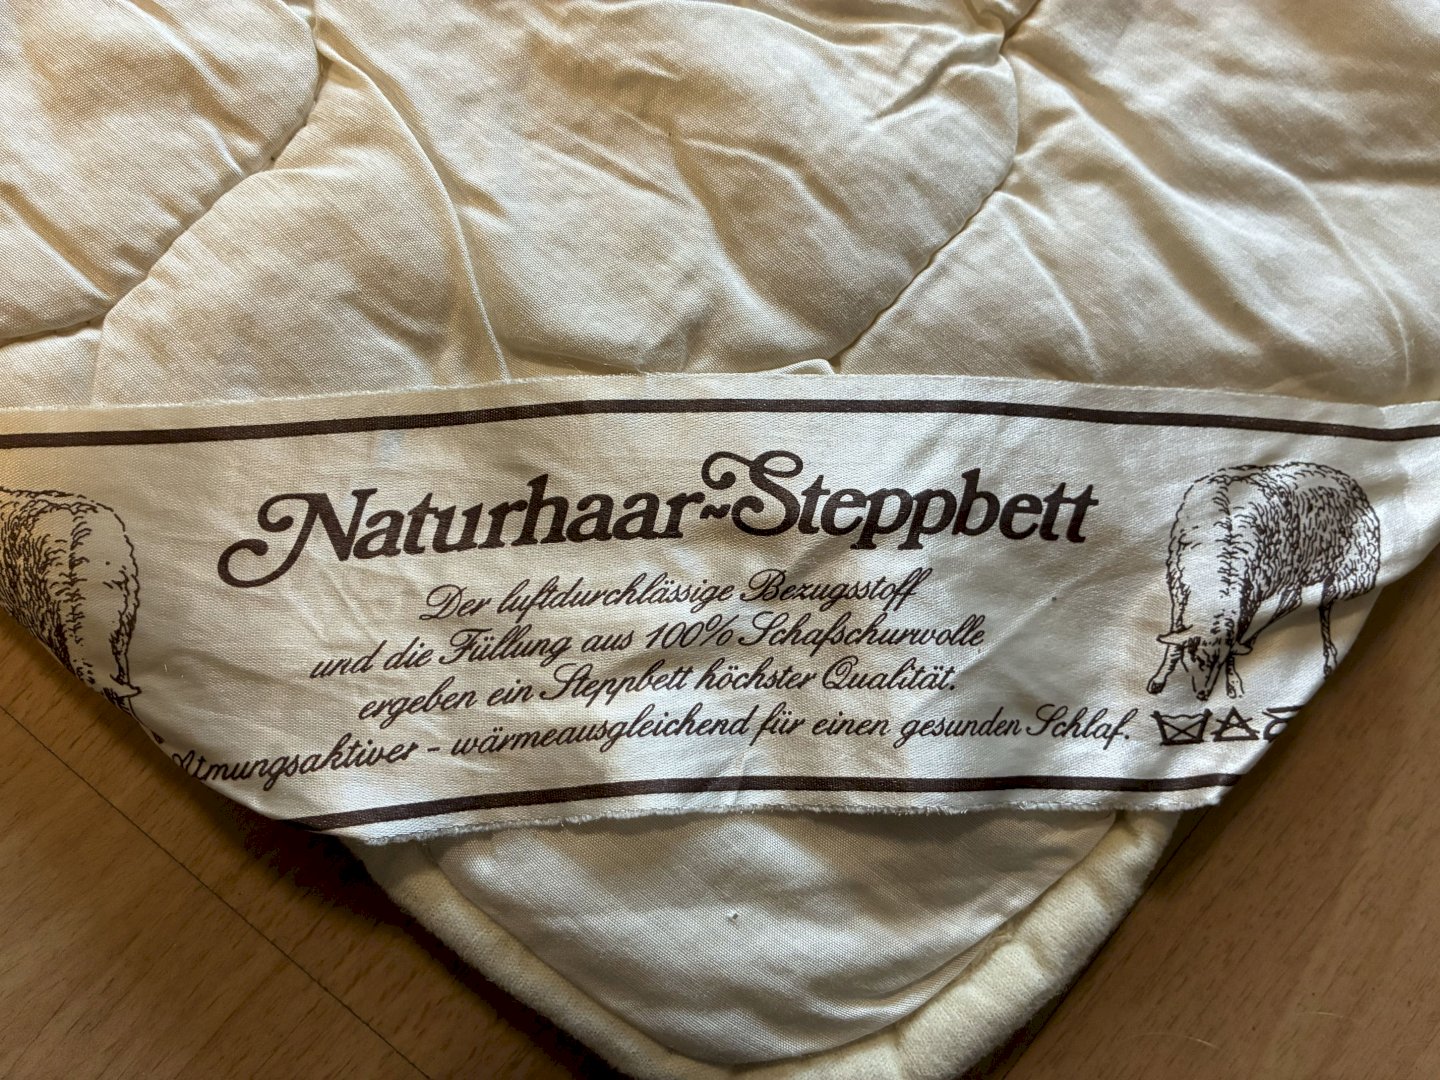 Naturhaar~Steppbett
Der luftdurchlässige Bezugsstoff
und die Füllung aus 100% Schafschurwolle
ergeben ein Steppbett höchster Qualität.
Atmungsaktiver - wärmeausgleichend für einen gesunden Schlaf.